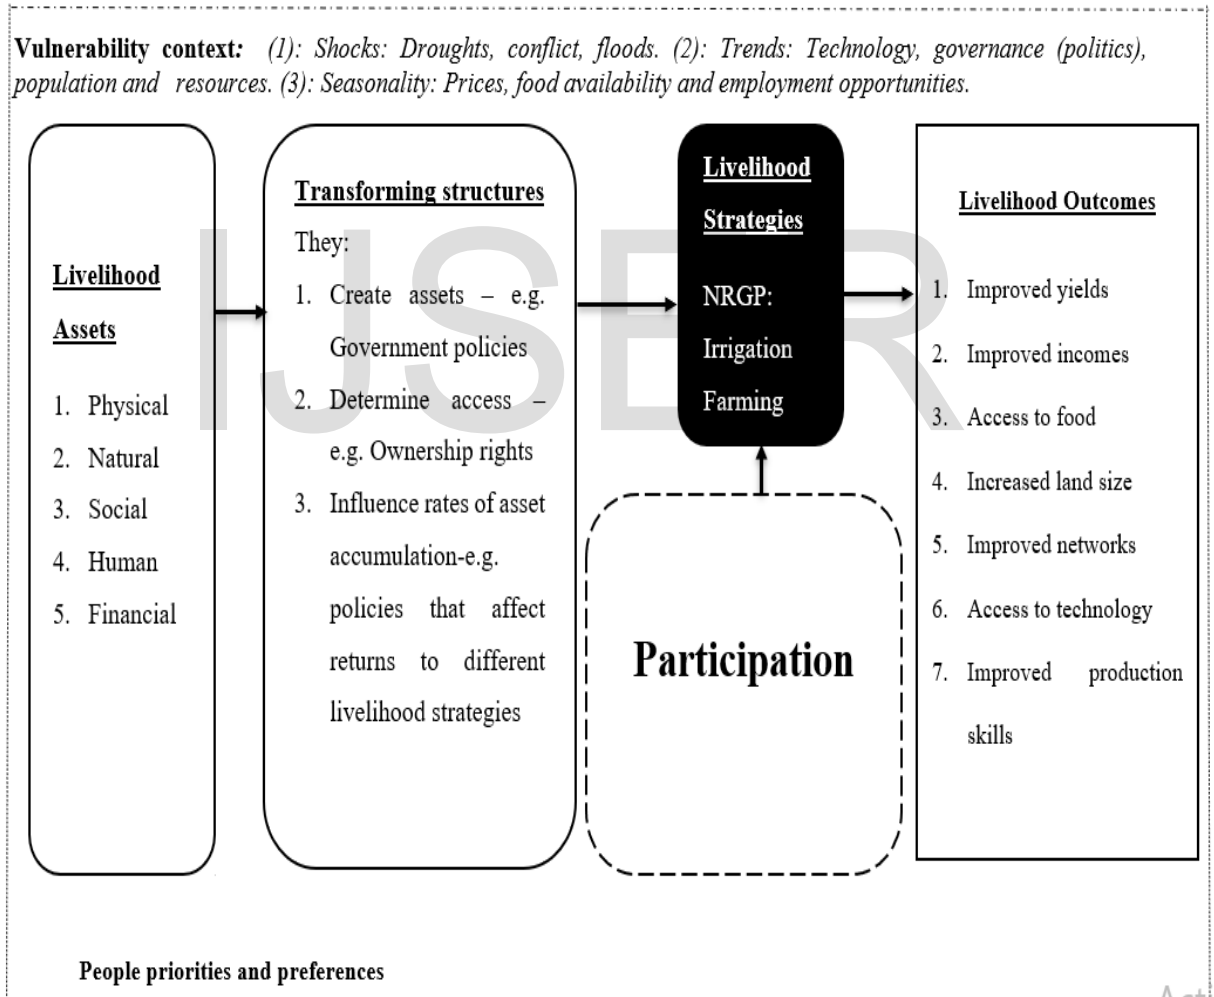 Vulnerability context: (1): Shocks: Droughts, conflict, floods. (2): Trends: Technology, governance (politics),
population and resources. (3): Seasonality: Prices, food availability and employment opportunities.
Livelihood
Assets
1. Physical
2. Natural
3. Social
4. Human
5. Financial
Transforming structures
They:
1. Create assets – e.g.
Government policies
2. Determine access –
e.g. Ownership rights
3. Influence rates of asset
accumulation-e.g.
policies that affect
returns to different
livelihood strategies
Livelihood
Strategies
NRGP:
Irrigation
Farming
Participation
Livelihood Outcomes
1. Improved yields
2. Improved incomes
3. Access to food
4. Increased land size
5. Improved networks
6. Access to technology
7. Improved production
skills
People priorities and preferences
IJSER